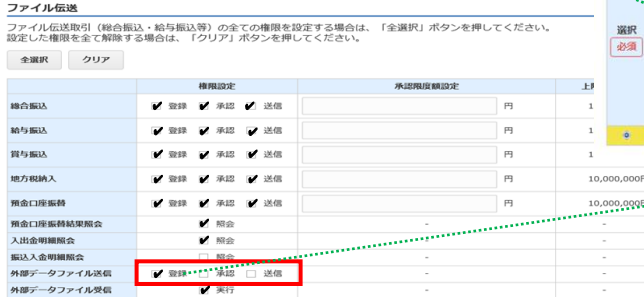 ファイル伝送
ファイル伝送取引（総合振込・給与振込等）の全ての権限を設定する場合は、「全選択」ボタンを押してください。
設定した権限を全て解除する場合は、「クリア」ボタンを押してください。
全選択 クリア
選択
必須
権限設定 承認限度額設定 上
総合振込 登録 承認 送信 円 1
給与振込 登録 承認 送信 円 1
賞与振込 登録 承認 送信 円 1
地方税納入 登録 承認 送信 円 10,000,000
預金口座振替 登録 承認 送信 円 10,000,000
預金口座振替結果照会 照会 - -
入出金明細照会 照会 - -
振込入金明細照会 照会 - -
外部データファイル送信 登録 承認 送信 - -
外部データファイル受信 実行 - -